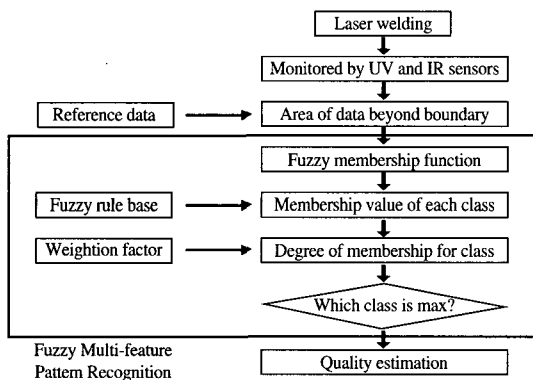 Laser welding
Monitored by UV and IR sensors
Reference data
Area of data beyond boundary
Fuzzy membership function
Fuzzy rule base
Membership value of each class
Weightion factor
Degree of membership for class
Which class is max?
Fuzzy Multi-feature
Pattern Recognition
Quality estimation